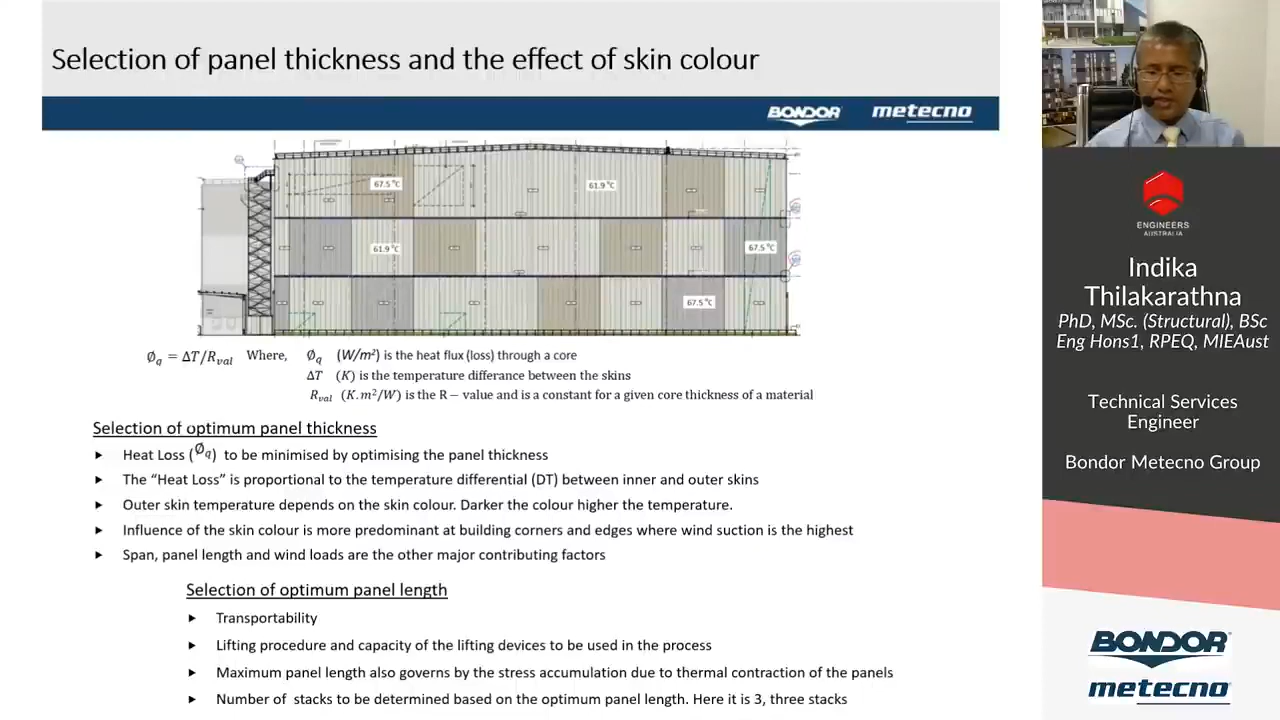 Selection of panel thickness and the effect of skin colour
BONDOR metecno
67.5 °C
61.9 °C
61.9 °C
67.5 °C
67.5 °C
Ø_q = ΔT/R_val Where, Ø_q (W/m²) is the heat flux (loss) through a core
ΔT (K) is the temperature differance between the skins
R_val (K.m²/W) is the R − value and is a constant for a given core thickness of a material
Selection of optimum panel thickness
Heat Loss (Ø_q) to be minimised by optimising the panel thickness
The “Heat Loss” is proportional to the temperature differential (DT) between inner and outer skins
Outer skin temperature depends on the skin colour. Darker the colour higher the temperature.
Influence of the skin colour is more predominant at building corners and edges where wind suction is the highest
Span, panel length and wind loads are the other major contributing factors
Selection of optimum panel length
Transportability
Lifting procedure and capacity of the lifting devices to be used in the process
Maximum panel length also governs by the stress accumulation due to thermal contraction of the panels
Number of stacks to be determined based on the optimum panel length. Here it is 3, three stacks
ENGINEERS
AUSTRALIA
Indika
Thilakarathna
PhD, MSc. (Structural), BSc
Eng Hons1, RPEQ, MIEAust
Technical Services
Engineer
Bondor Metecno Group
BONDOR
metecno